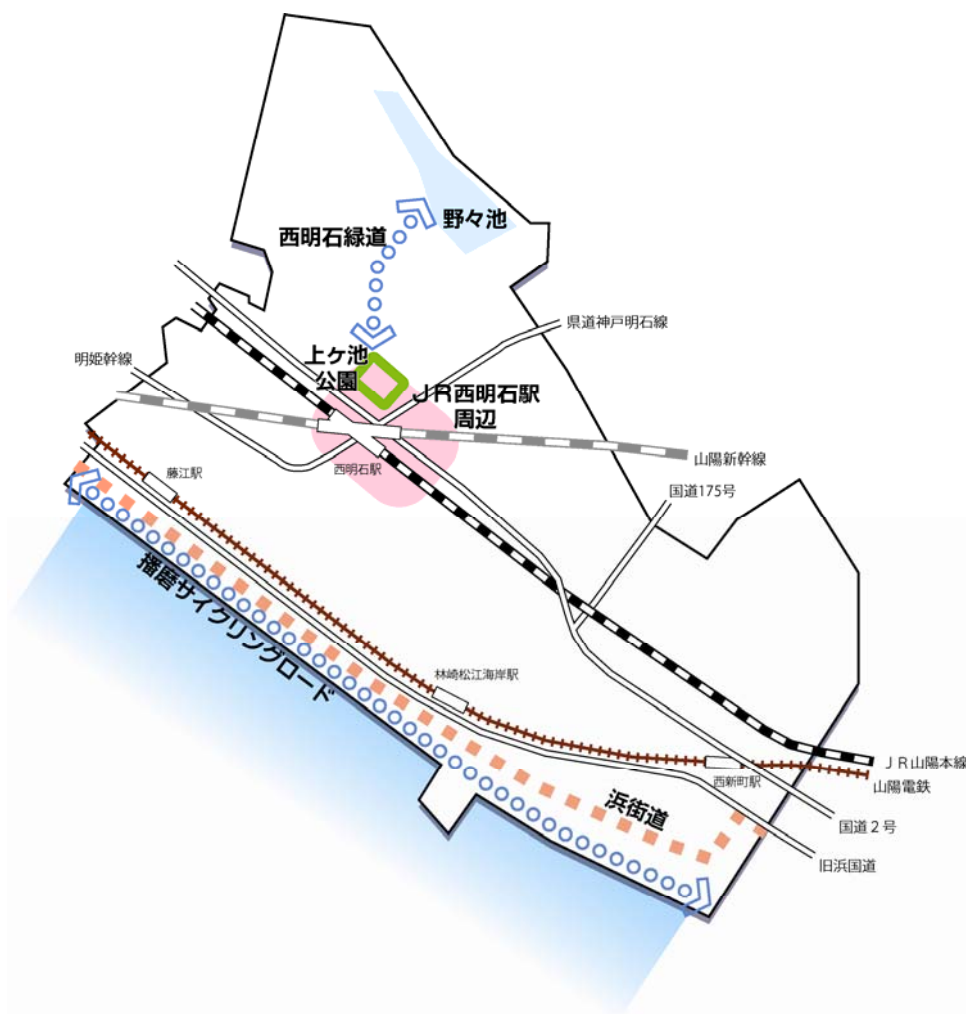 野々池
西明石緑道
県道神戸明石線
上ケ池
公園
明姫幹線
ＪＲ西明石駅
周辺
山陽新幹線
西明石駅
藤江駅
国道175号
播磨サイクリングロード
林崎松江海岸駅
ＪＲ山陽本線
西新町駅
山陽電鉄
浜街道
国道２号
旧浜国道